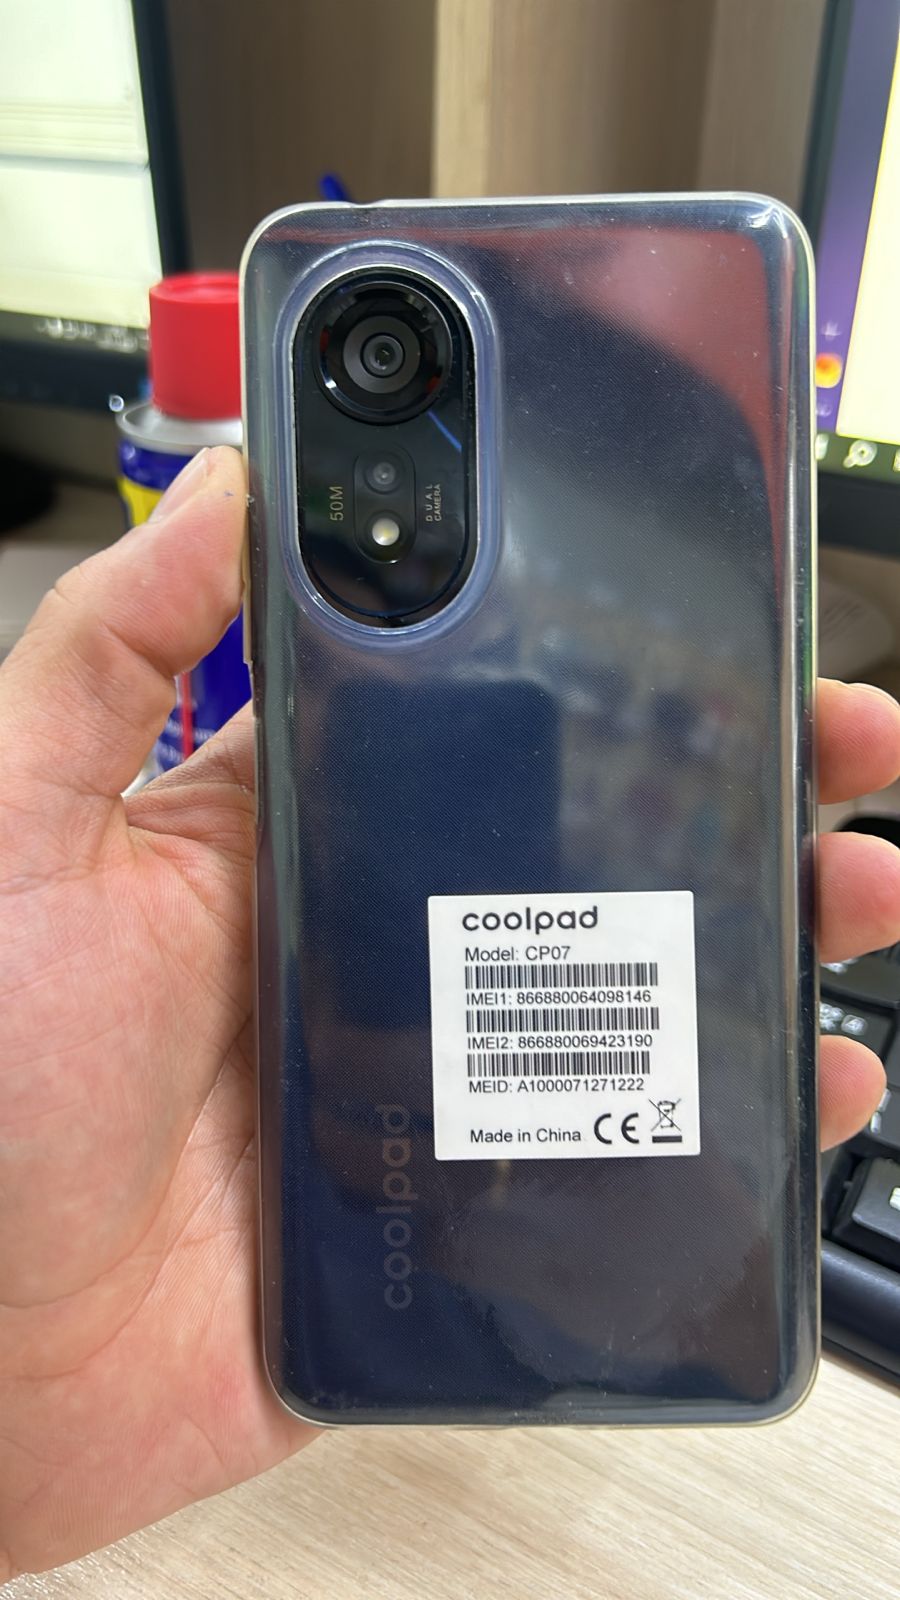 50M
DUAL
CAMERA
coolpad
Model: CP07
IMEI1: 866880064098146
IMEI2: 866880069423190
MEID: A1000071271222
Made in China
CE
coolpad